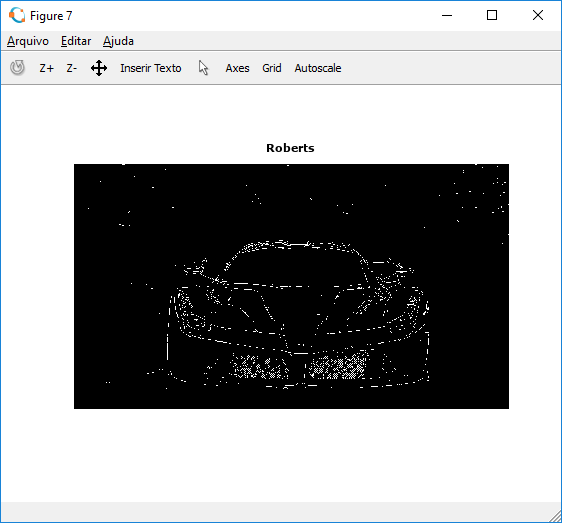 Figure 7
Arquivo Editar Ajuda
Z+ Z- Inserir Texto Axes Grid Autoscale
Roberts